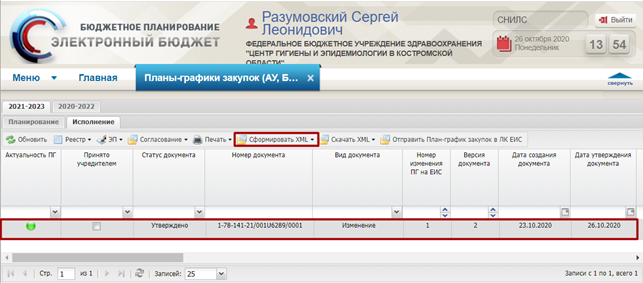 БЮДЖЕТНОЕ ПЛАНИРОВАНИЕ
ЭЛЕКТРОННЫЙ БЮДЖЕТ
Разумовский Сергей
Леонидович
ФЕДЕРАЛЬНОЕ БЮДЖЕТНОЕ УЧРЕЖДЕНИЕ ЗДРАВООХРАНЕНИЯ
"ЦЕНТР ГИГИЕНЫ И ЭПИДЕМИОЛОГИИ В КОСТРОМСКОЙ
ОБЛАСТИ"
СНИЛС
Выйти
26 октября 2020
Понедельник
13 54
Меню Главная Планы-графики закупок (АУ, Б... ×
свернуть
2021-2023 2020-2022
Планирование Исполнение
Обновить Реестр ЭП Согласование Печать Сформировать XML Скачать XML Отправить План-график закупок в ЛК ЕИС
Актуальность ПГ Принято учредителем Статус документа Номер документа Вид документа Номер изменения ПГ на ЕИС Версия документа Дата создания документа Дата утверждения документа
Утверждено 1-78-141-21/001U6289/0001 Изменение 1 2 23.10.2020 26.10.2020
Стр. 1 из 1 Записей: 25 Записи с 1 по 1, всего 1